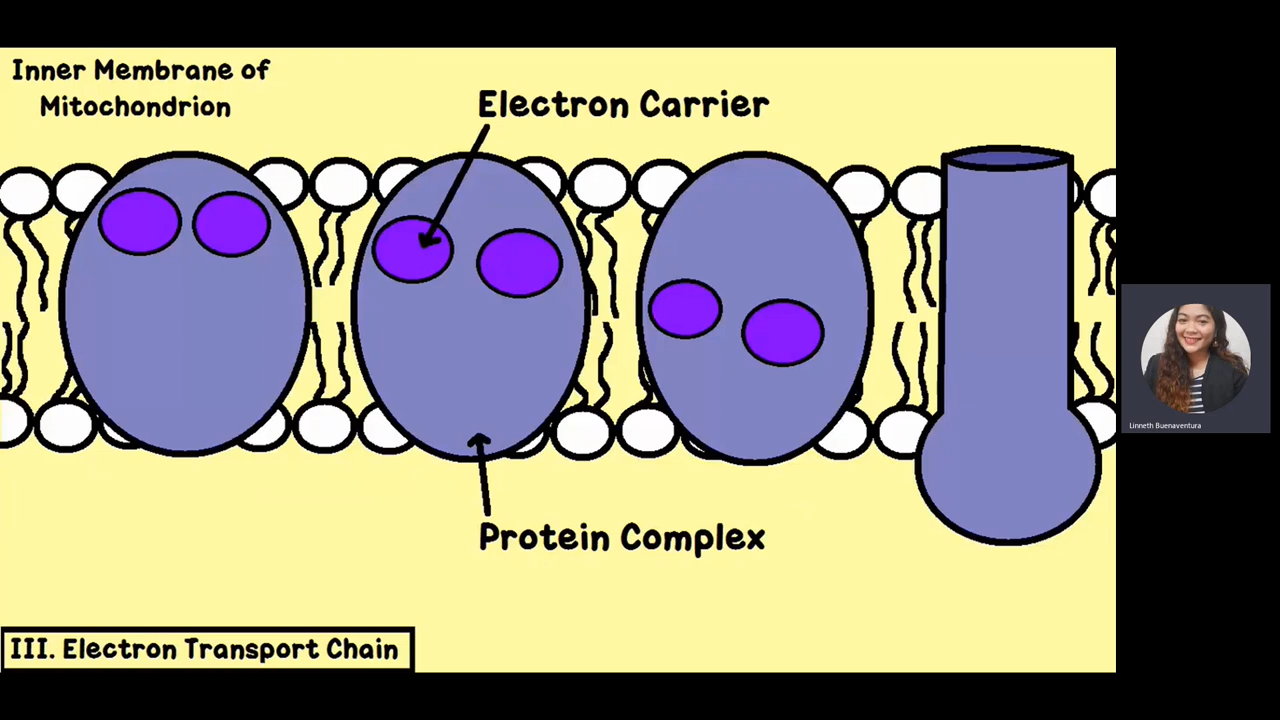 Inner Membrane of
Mitochondrion
Electron Carrier
Protein Complex
III. Electron Transport Chain
Linneth Buenaventura